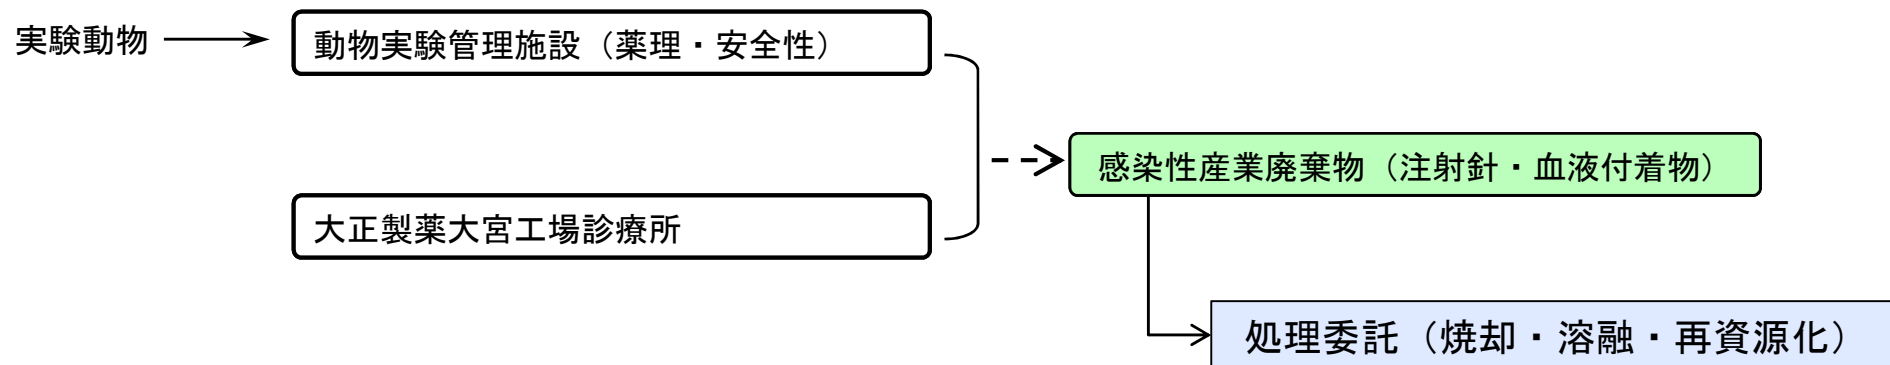 実験動物
動物実験管理施設（薬理・安全性）
感染性産業廃棄物（注射針・血液付着物）
大正製薬大宮工場診療所
処理委託（焼却・溶融・再資源化）